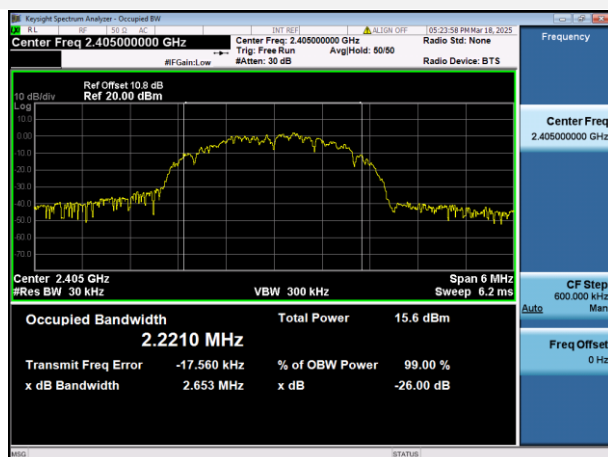 Keysight Spectrum Analyzer - Occupied BW
RL RF 50 Ω AC INT REF ALIGN OFF 05:23:58 PM Mar 18, 2025
Center Freq 2.405000000 GHz
Center Freq: 2.405000000 GHz
Radio Std: None
Trig: Free Run Avg|Hold: 50/50
#IFGain:Low
#Atten: 30 dB
Radio Device: BTS
Frequency
Ref Offset 10.8 dB
10 dB/div Ref 20.00 dBm
Log
10.0
0.00
-10.0
-20.0
-30.0
-40.0
-50.0
-60.0
-70.0
Center Freq
2.405000000 GHz
Center 2.405 GHz
Span 6 MHz
#Res BW 30 kHz
VBW 300 kHz
Sweep 6.2 ms
CF Step
600.000 kHz
Auto Man
Occupied Bandwidth
2.2210 MHz
Total Power 15.6 dBm
Transmit Freq Error -17.560 kHz
% of OBW Power 99.00 %
x dB Bandwidth 2.653 MHz
x dB -26.00 dB
Freq Offset
0 Hz
MSG
STATUS